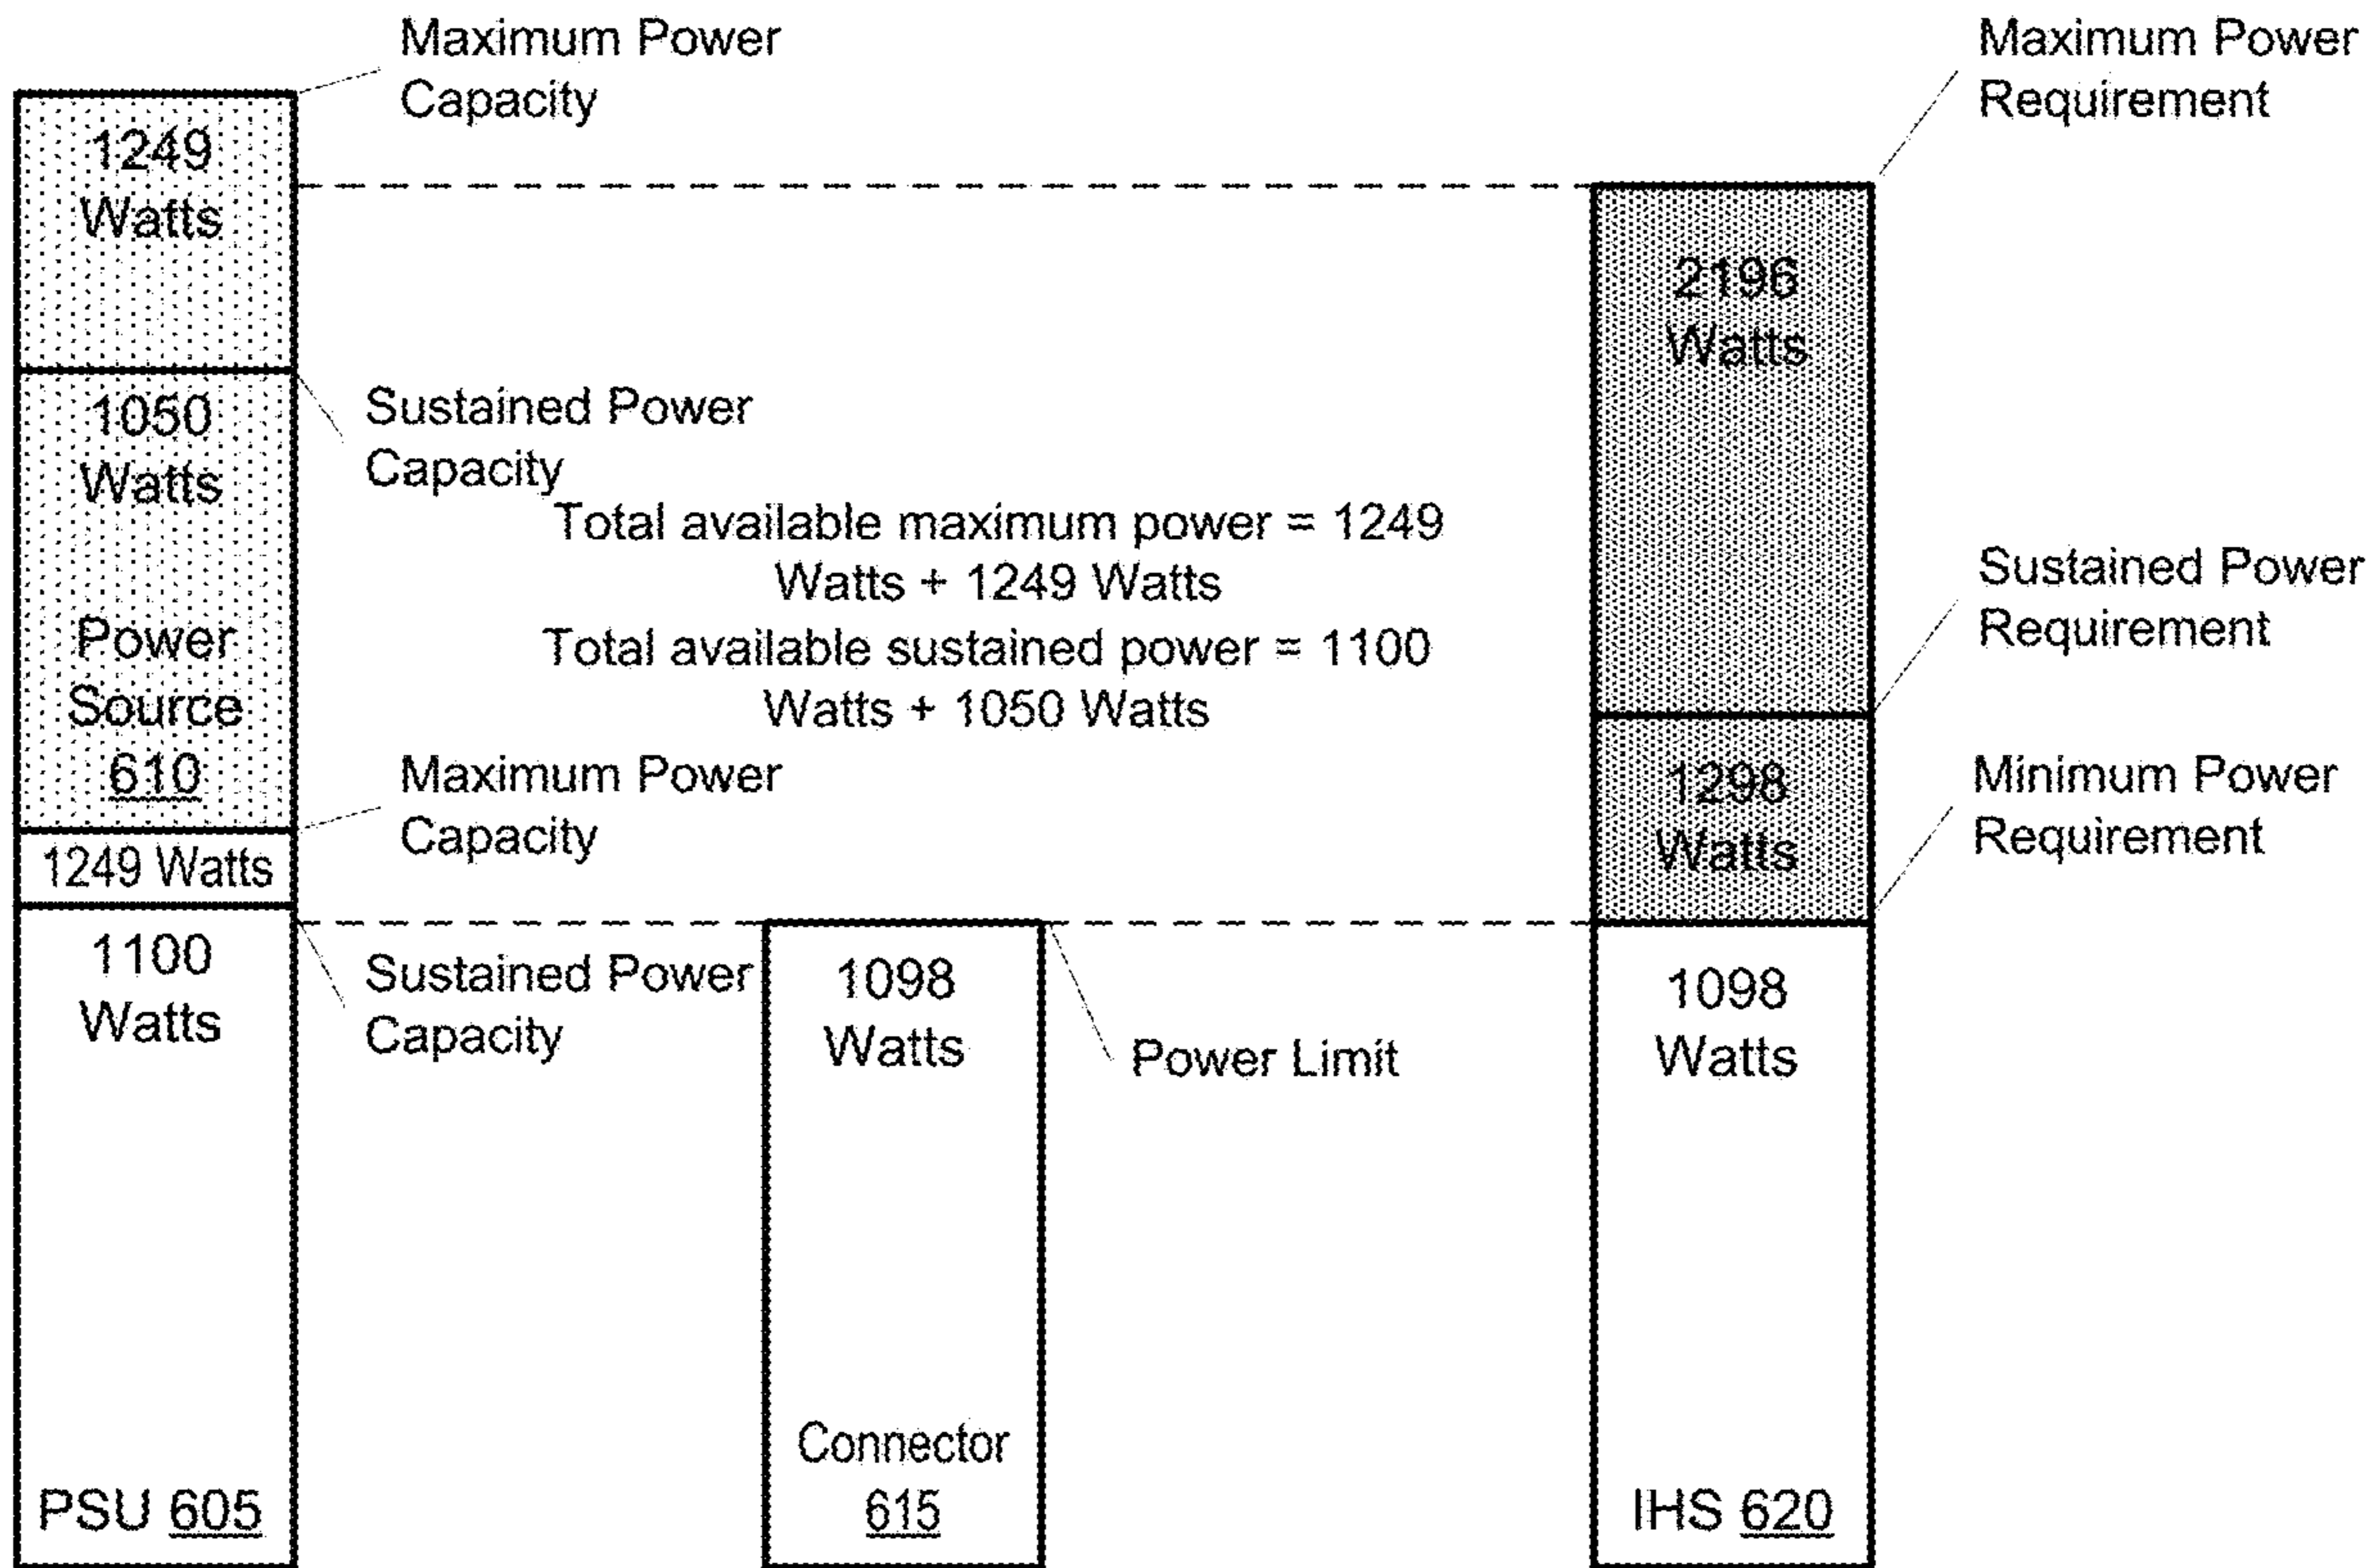 Maximum Power
Capacity
Maximum Power
Requirement
1249
Watts
2196
Watts
1050
Watts
Sustained Power
Capacity
Total available maximum power = 1249
Watts + 1249 Watts
Total available sustained power = 1100
Watts + 1050 Watts
Sustained Power
Requirement
Power
Source
610
Maximum Power
Capacity
1298
Watts
Minimum Power
Requirement
1249 Watts
1100
Watts
Sustained Power
Capacity
1098
Watts
Power Limit
1098
Watts
Connector
615
PSU 605
IHS 620